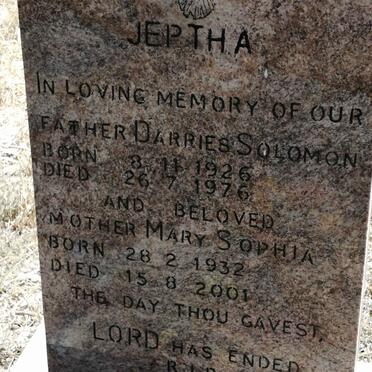 JEPTHA
IN LOVING MEMORY OF OUR
FATHER DARRIES SOLOMON
BORN 8 11 1926
DIED 26 7 1976
AND BELOVED
MOTHER MARY SOPHIA
BORN 28 2 1932
DIED 15 8 2001
THE DAY THOU GAVEST,
LORD HAS ENDED
R.I.P